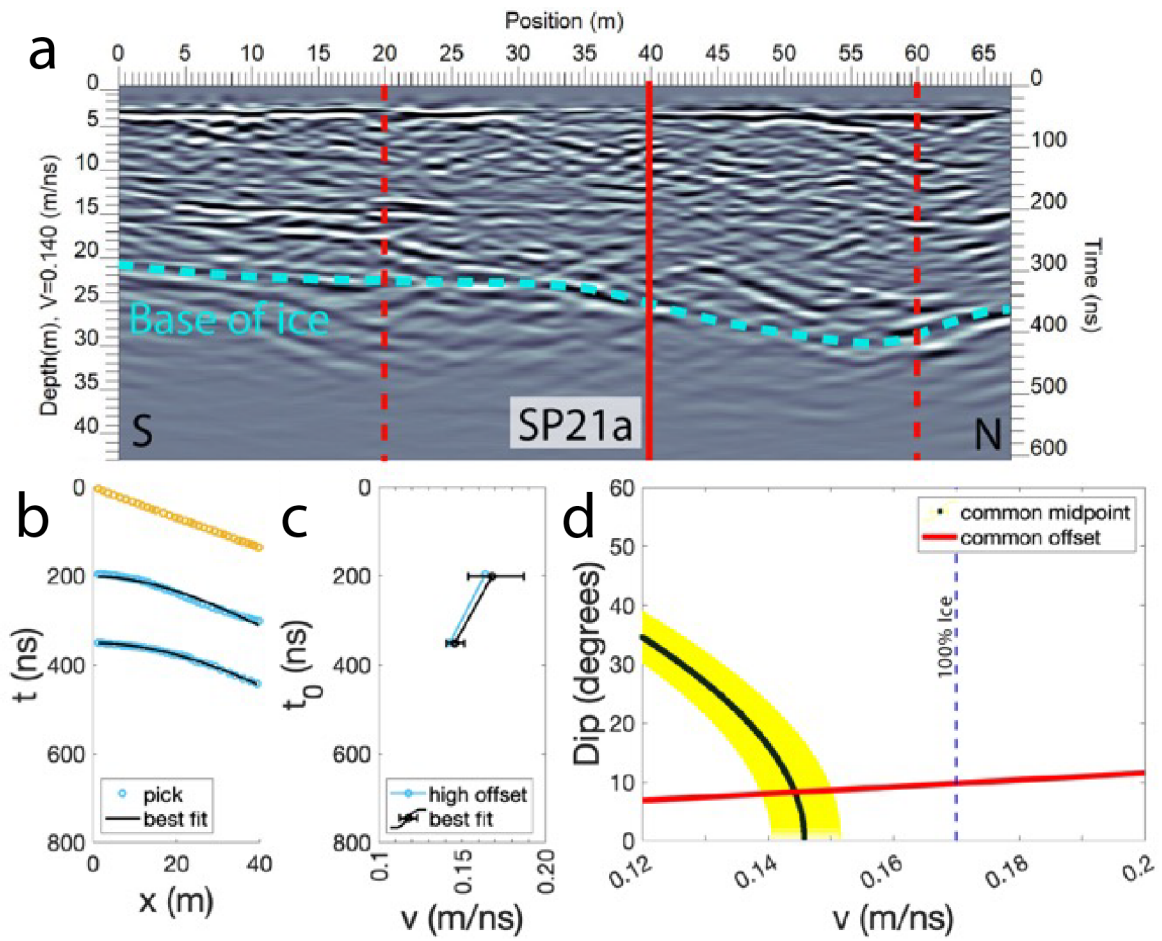 a
Position (m)
0 5 10 15 20 25 30 35 40 45 50 55 60 65
Depth(m), V=0.140 (m/ns)
0
5
10
15
20
25
30
35
40
0
100
200
300
400
500
600
Time (ns)
Base of ice
S
SP21a
N
b
0
200
400
600
800
t (ns)
pick
best fit
0 20 40
x (m)
c
0
200
400
600
800
t0 (ns)
high offset
best fit
0.1 0.15 0.20
v (m/ns)
d
60
50
40
30
20
10
0
Dip (degrees)
common midpoint
common offset
100% Ice
0.12 0.14 0.16 0.18 0.2
v (m/ns)